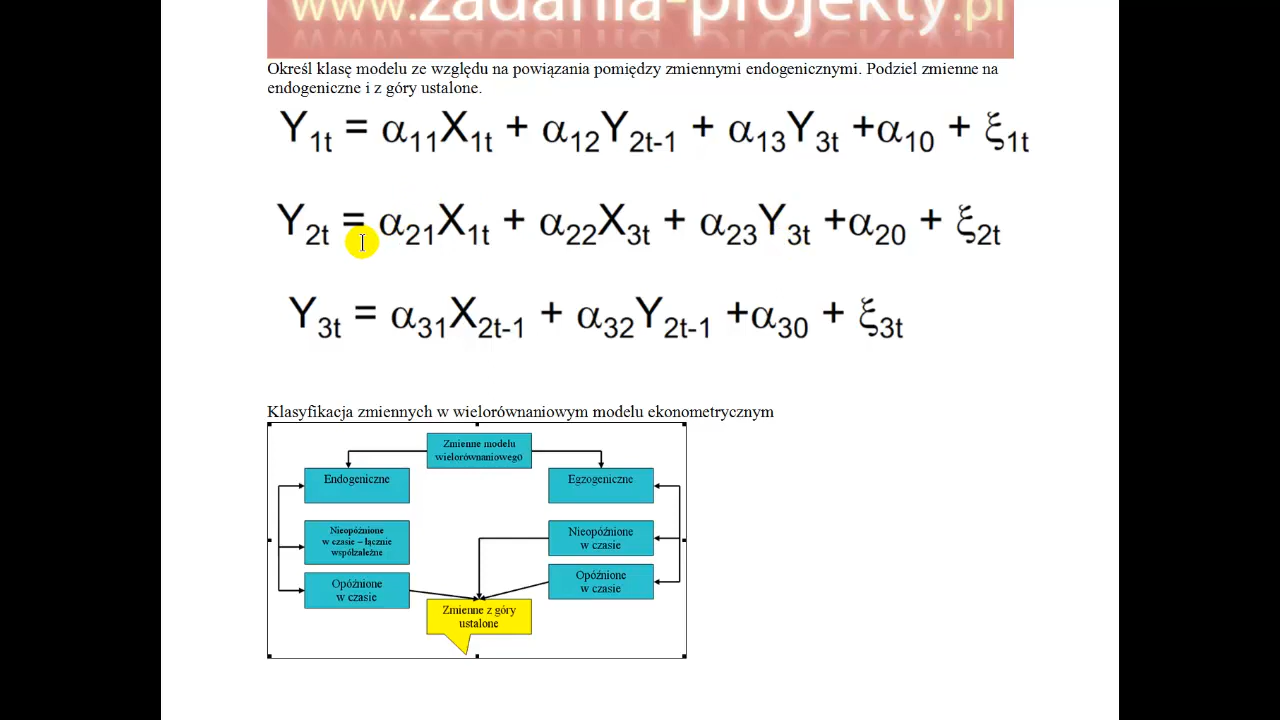 www.zadania-projekty.pl
Określ klasę modelu ze względu na powiązania pomiędzy zmiennymi endogenicznymi. Podziel zmienne na
endogeniczne i z góry ustalone.
Y1t = α11X1t + α12Y2t-1 + α13Y3t +α10 + ξ1t
Y2t = α21X1t + α22X3t + α23Y3t +α20 + ξ2t
Y3t = α31X2t-1 + α32Y2t-1 +α30 + ξ3t
Klasyfikacja zmiennych w wielorównaniowym modelu ekonometrycznym
Zmienne modelu
wielorównaniowego
Endogeniczne
Egzogeniczne
Nieopóźnione
w czasie – łącznie
współzależne
Nieopóźnione
w czasie
Opóźnione
w czasie
Opóźnione
w czasie
Zmienne z góry
ustalone